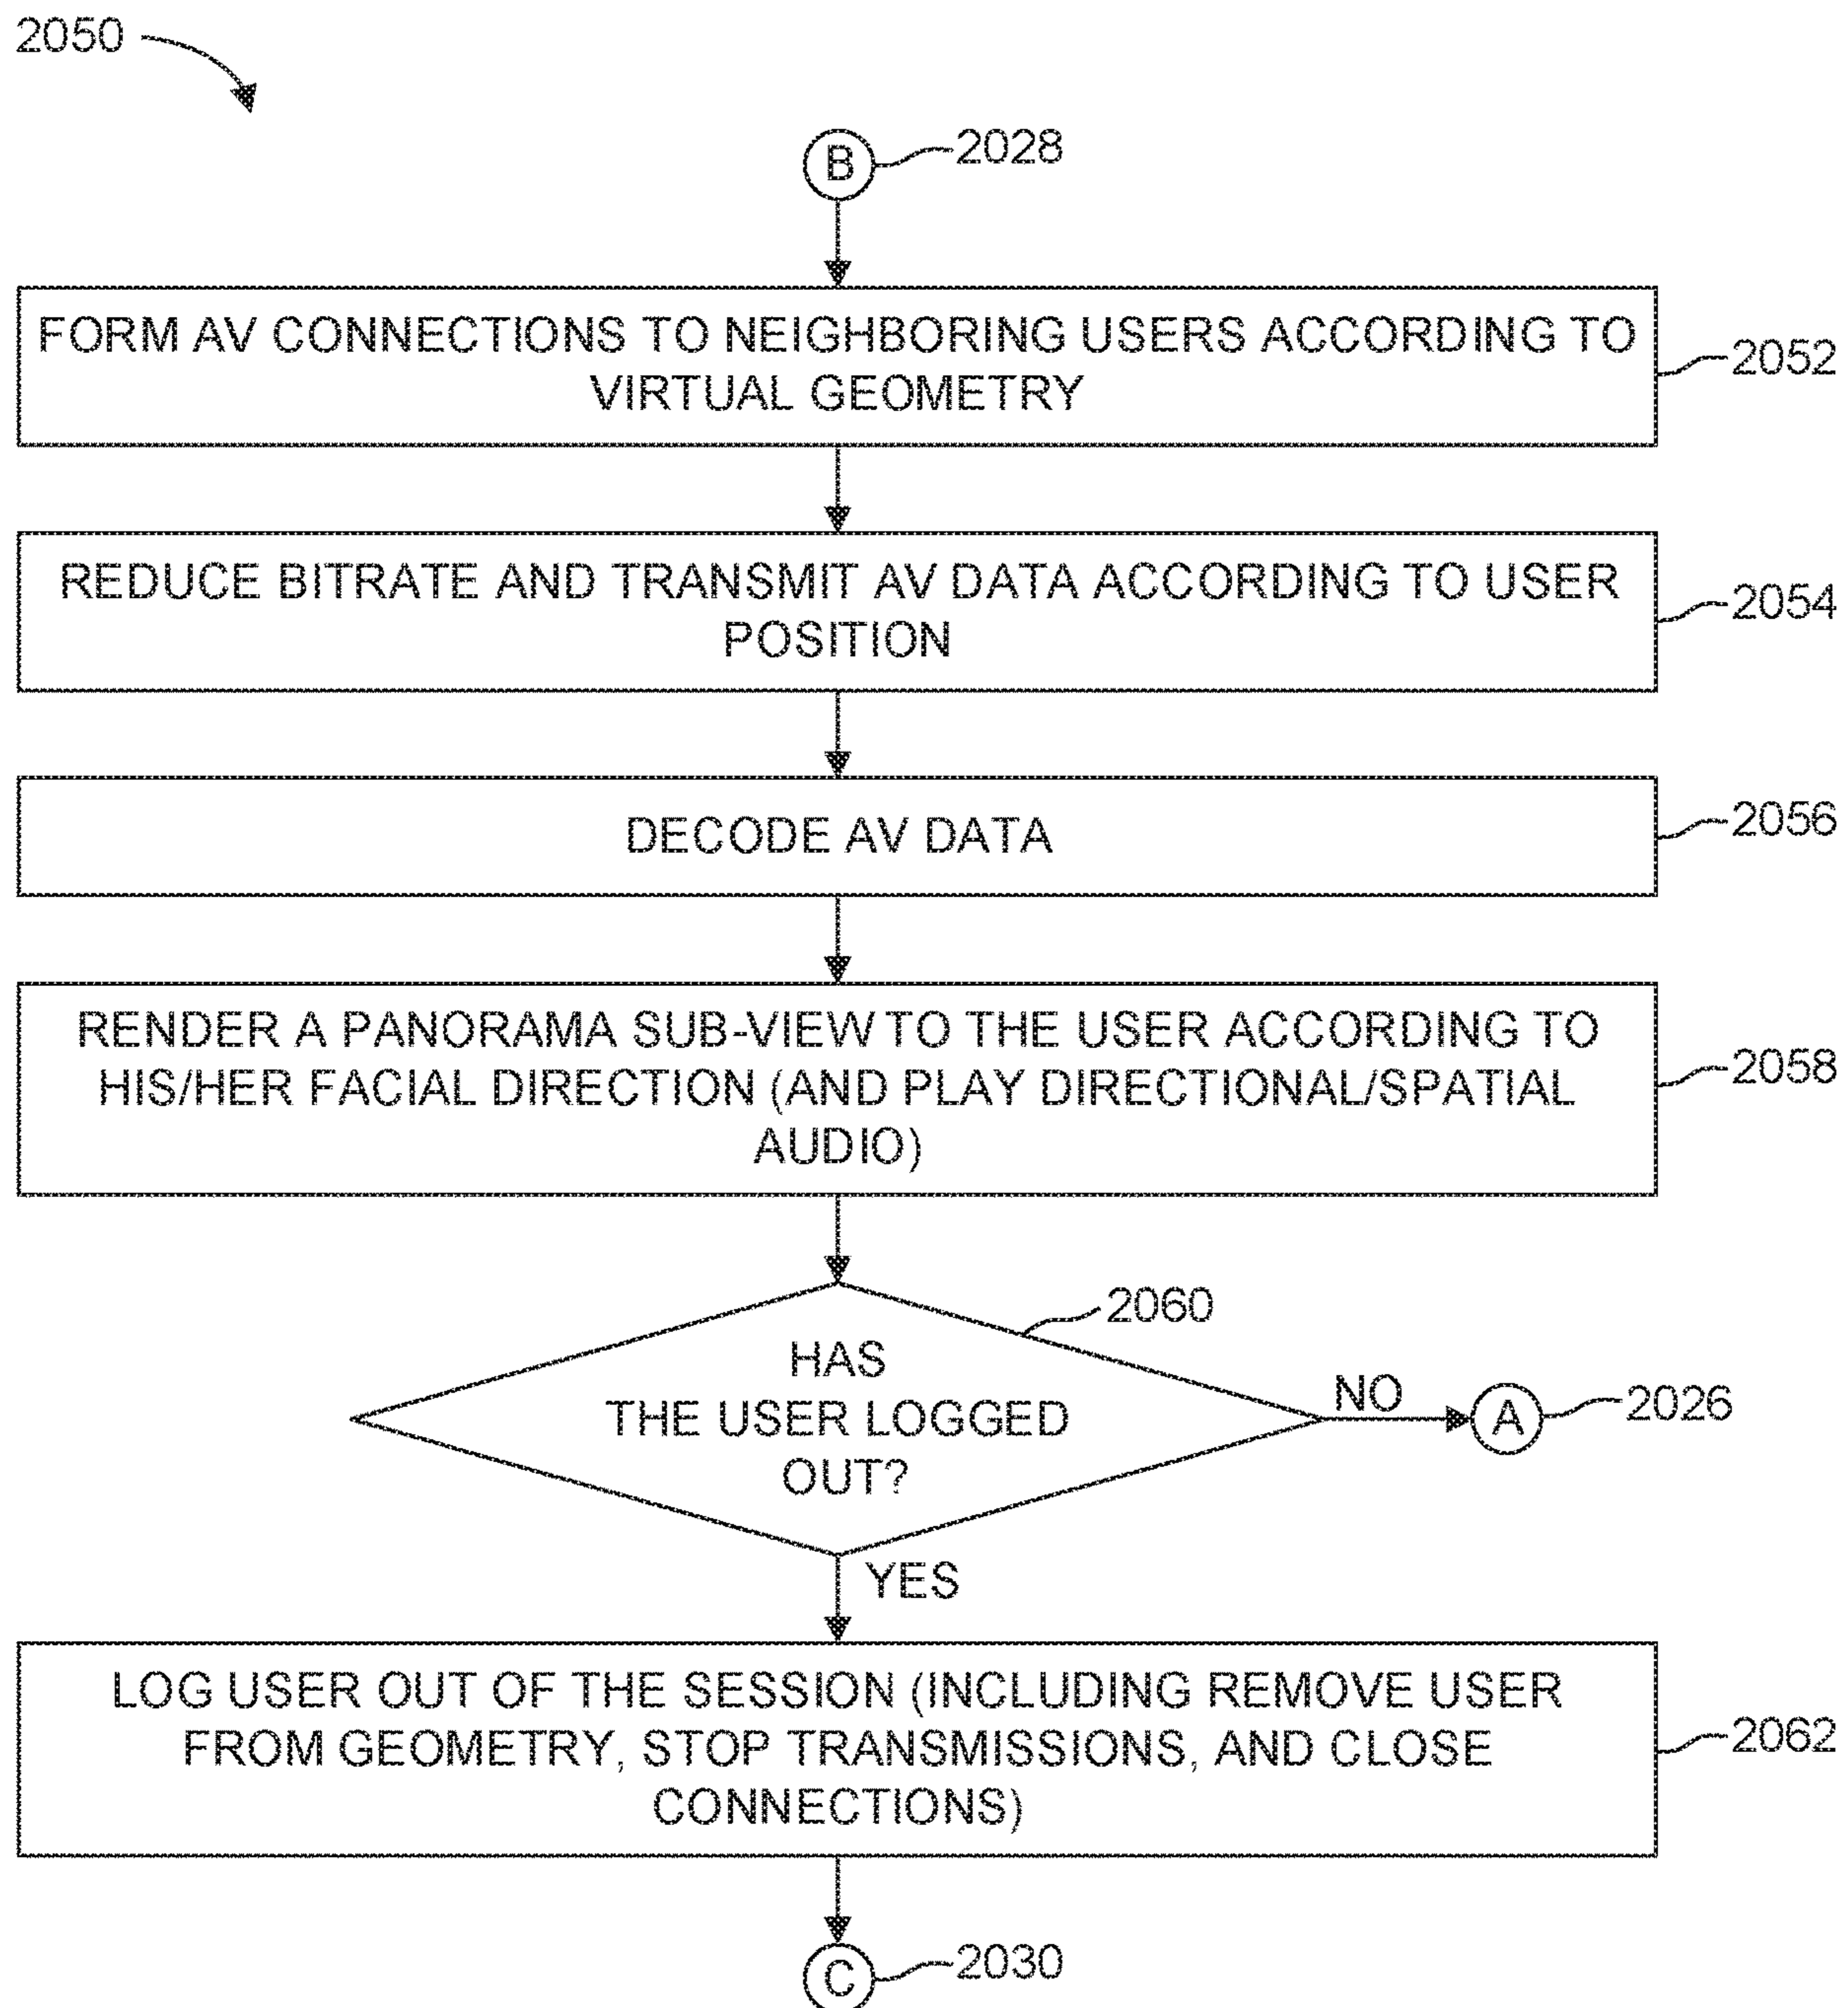 2050
B
2028
FORM AV CONNECTIONS TO NEIGHBORING USERS ACCORDING TO
VIRTUAL GEOMETRY
2052
REDUCE BITRATE AND TRANSMIT AV DATA ACCORDING TO USER
POSITION
2054
DECODE AV DATA
2056
RENDER A PANORAMA SUB-VIEW TO THE USER ACCORDING TO
HIS/HER FACIAL DIRECTION (AND PLAY DIRECTIONAL/SPATIAL
AUDIO)
2058
2060
HAS
THE USER LOGGED
OUT?
NO
A
2026
YES
LOG USER OUT OF THE SESSION (INCLUDING REMOVE USER
FROM GEOMETRY, STOP TRANSMISSIONS, AND CLOSE
CONNECTIONS)
2062
C
2030